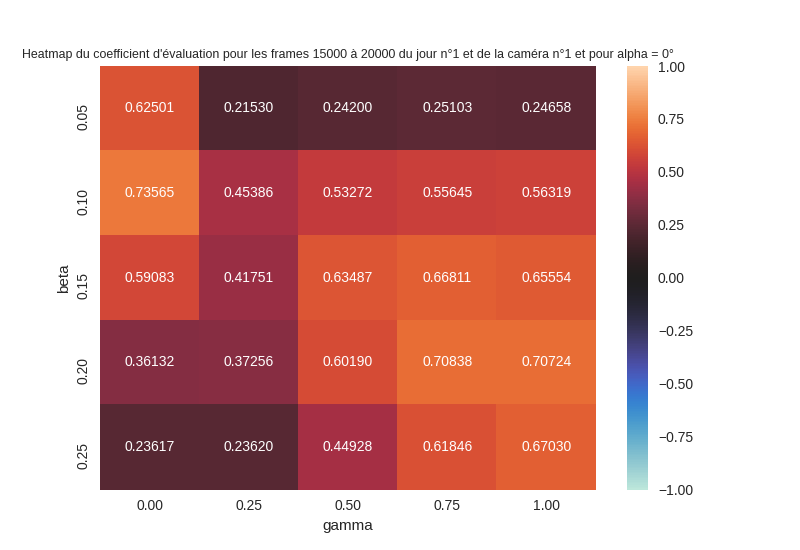 Heatmap du coefficient d'évaluation pour les frames 15000 à 20000 du jour n°1 et de la caméra n°1 et pour alpha = 0°
0.05 0.62501 0.21530 0.24200 0.25103 0.24658
0.10 0.73565 0.45386 0.53272 0.55645 0.56319
0.15 0.59083 0.41751 0.63487 0.66811 0.65554
0.20 0.36132 0.37256 0.60190 0.70838 0.70724
0.25 0.23617 0.23620 0.44928 0.61846 0.67030
beta
0.00 0.25 0.50 0.75 1.00
gamma
1.00
0.75
0.50
0.25
0.00
−0.25
−0.50
−0.75
−1.00